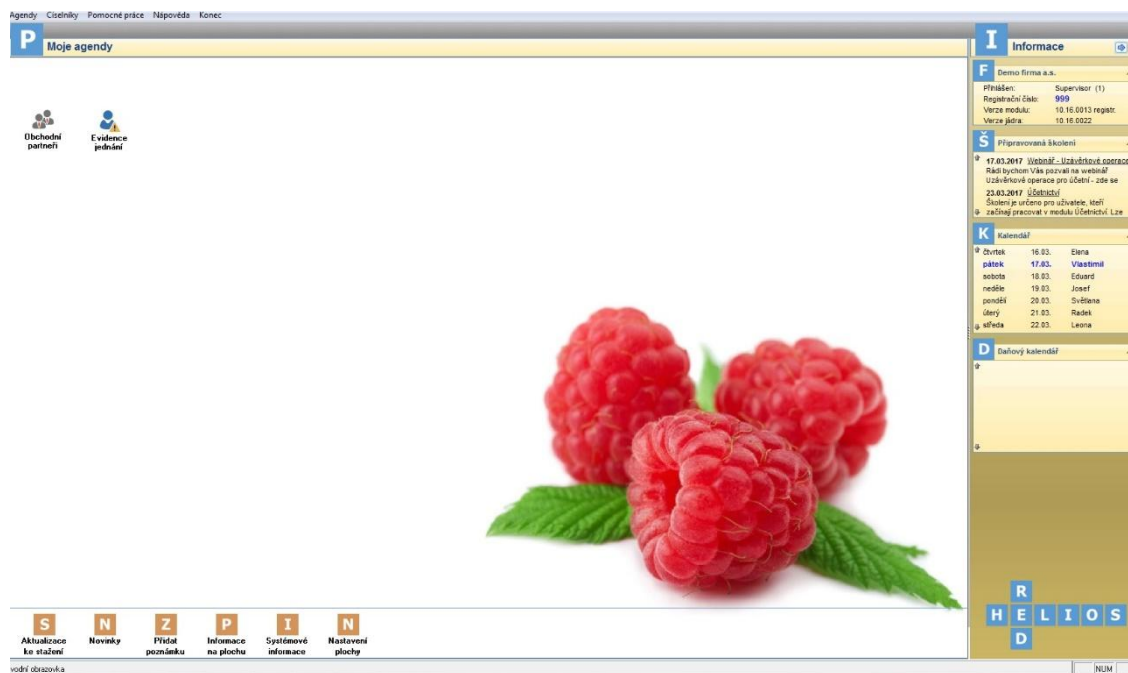 Agendy Číselníky Pomocné práce Nápověda Konec
P Moje agendy
Obchodní
partneři
Evidence
jednání
I Informace
F Demo firma a.s.
Přihlášen: Supervisor (1)
Registrační číslo: 999
Verze modulu: 10.16.0013 registr.
Verze jádra: 10.16.0022
Š Připravovaná školení
17.03.2017 Webinář - Uzávěrkové operace
Rádi bychom Vás pozvali na webinář
Uzávěrkové operace pro účetní - zde se
23.03.2017 Účetnictví
Školení je určeno pro uživatele, kteří
začínají pracovat v modulu Účetnictví. Lze
K Kalendář
čtvrtek 16.03. Elena
pátek 17.03. Vlastimil
sobota 18.03. Eduard
neděle 19.03. Josef
pondělí 20.03. Světlana
úterý 21.03. Radek
středa 22.03. Leona
D Daňový kalendář
R
HELIOS
D
S
Aktualizace
ke stažení
N
Novinky
Z
Přidat
poznámku
P
Informace
na plochu
I
Systémové
informace
N
Nastavení
plochy
vodní obrazovka
NUM